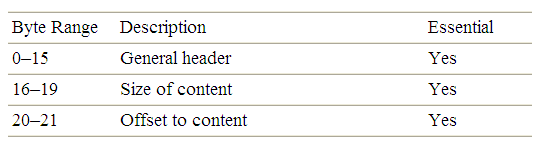 Byte Range Description Essential
0–15 General header Yes
16–19 Size of content Yes
20–21 Offset to content Yes